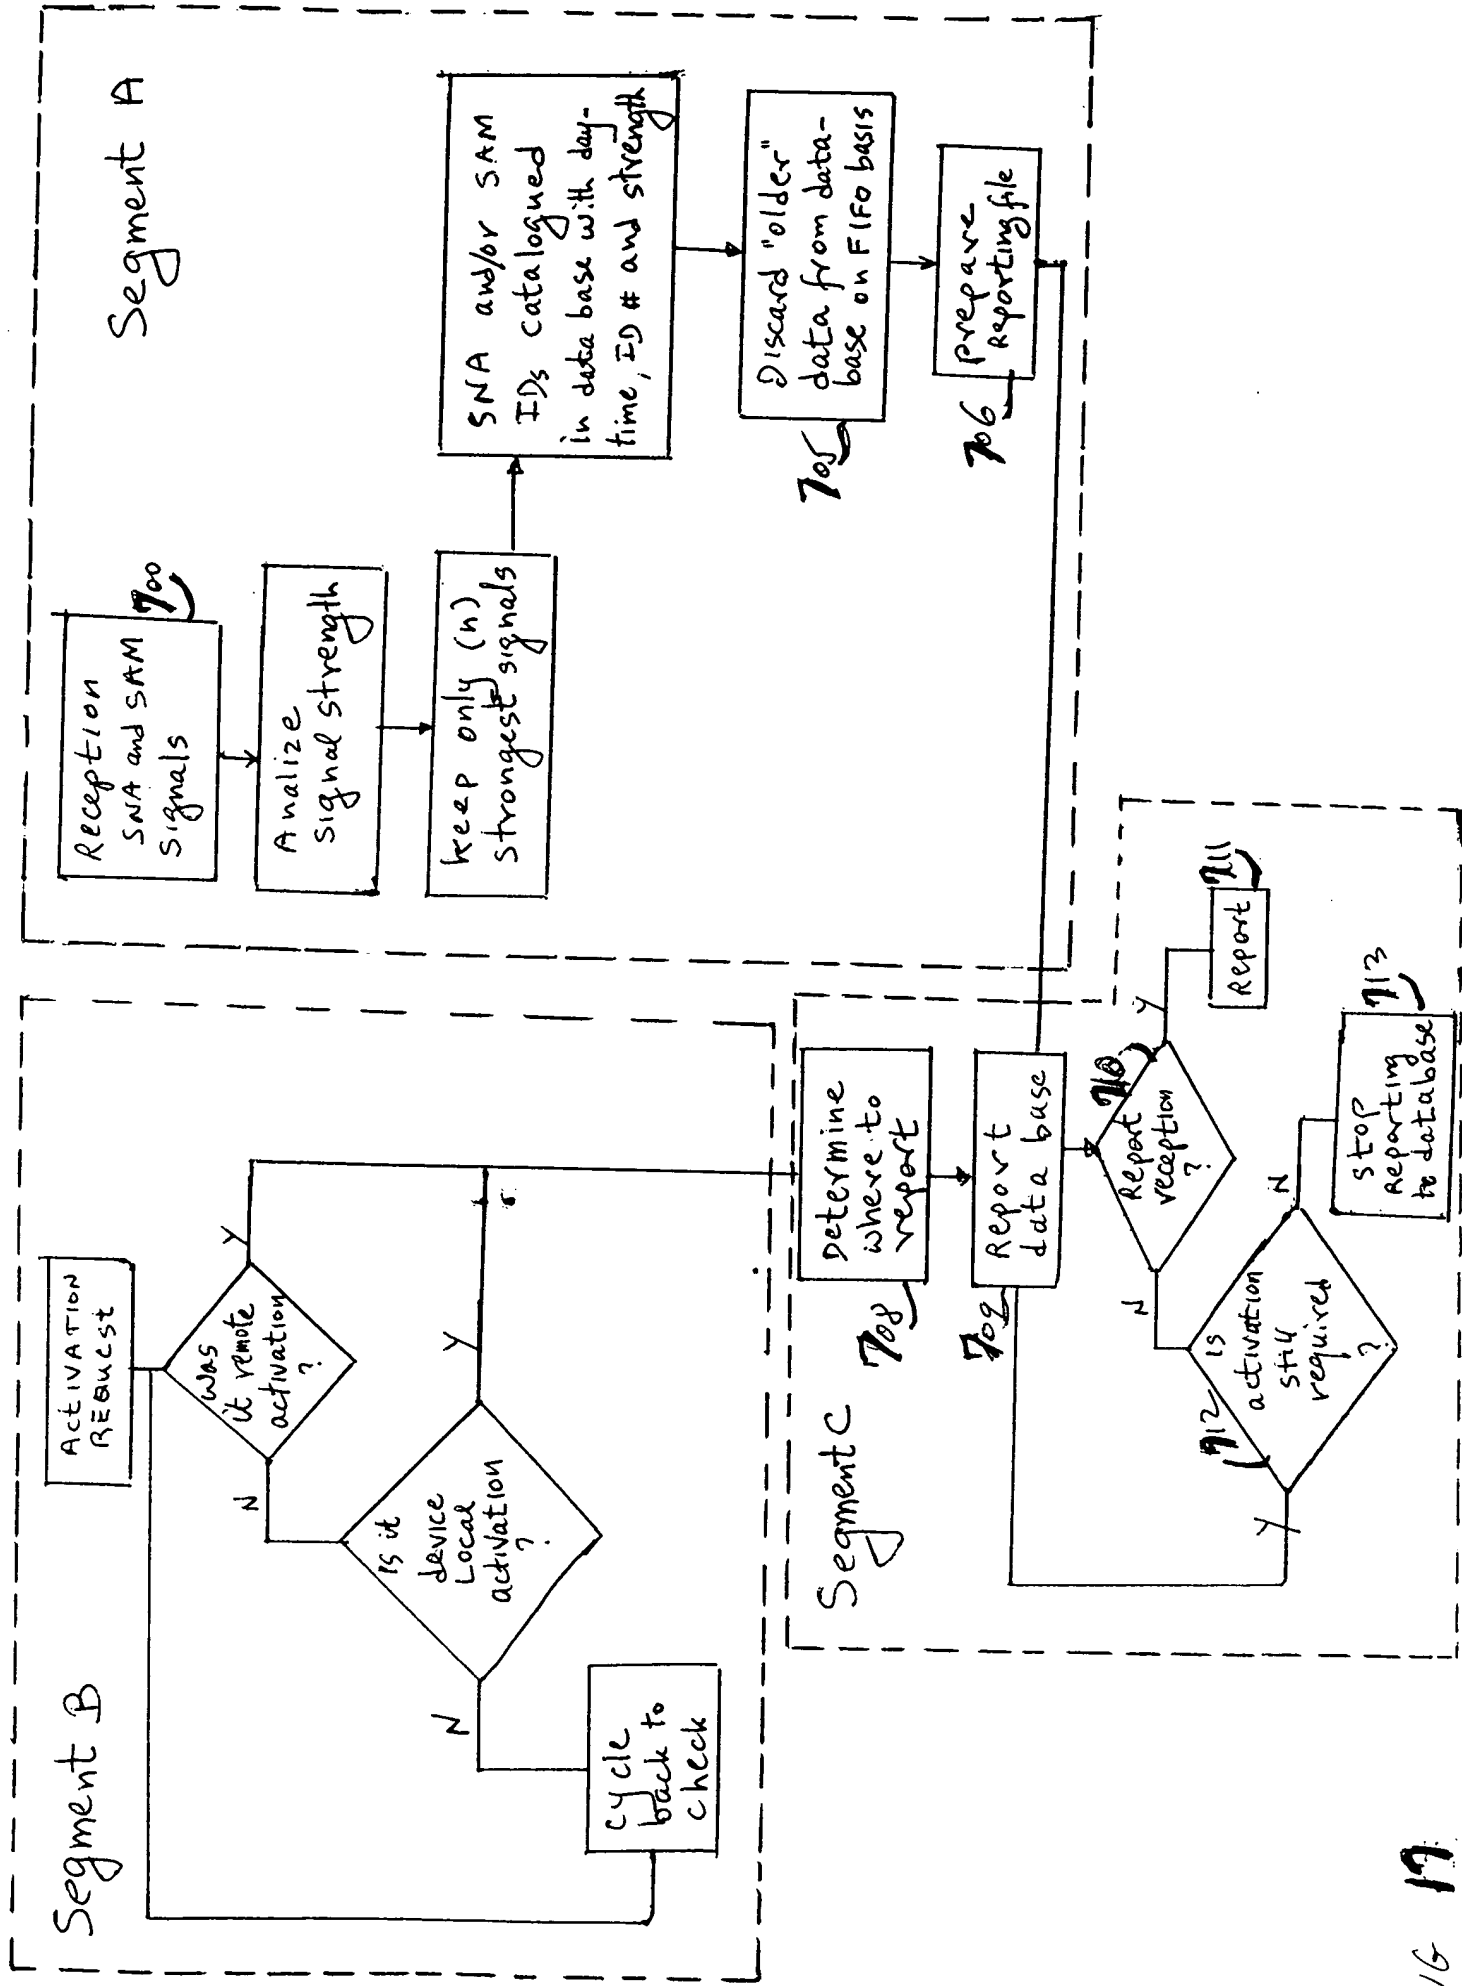 Segment B
ACTIVATION
REQUEST
Was
it remote
activation
?
Y
N
Is it
device
Local
activation
?
Y
N
Cycle
back to
check
Segment A
Reception
SNA and SAM
Signals
700
Analize
signal strength
keep only (n)
strongest signals
SNA and/or SAM
IDs catalogued
in data base with day-
time, ID # and strength
Discard "older"
data from data-
base on FIFO basis
705
prepare
Reporting file
706
Segment C
Determine
where to
report
708
Report
data base
709
Report
reception
?
710
Y
Report
711
N
Is
activation
still
required
?
712
Y
N
Stop
Reporting
to database
713
IG 17